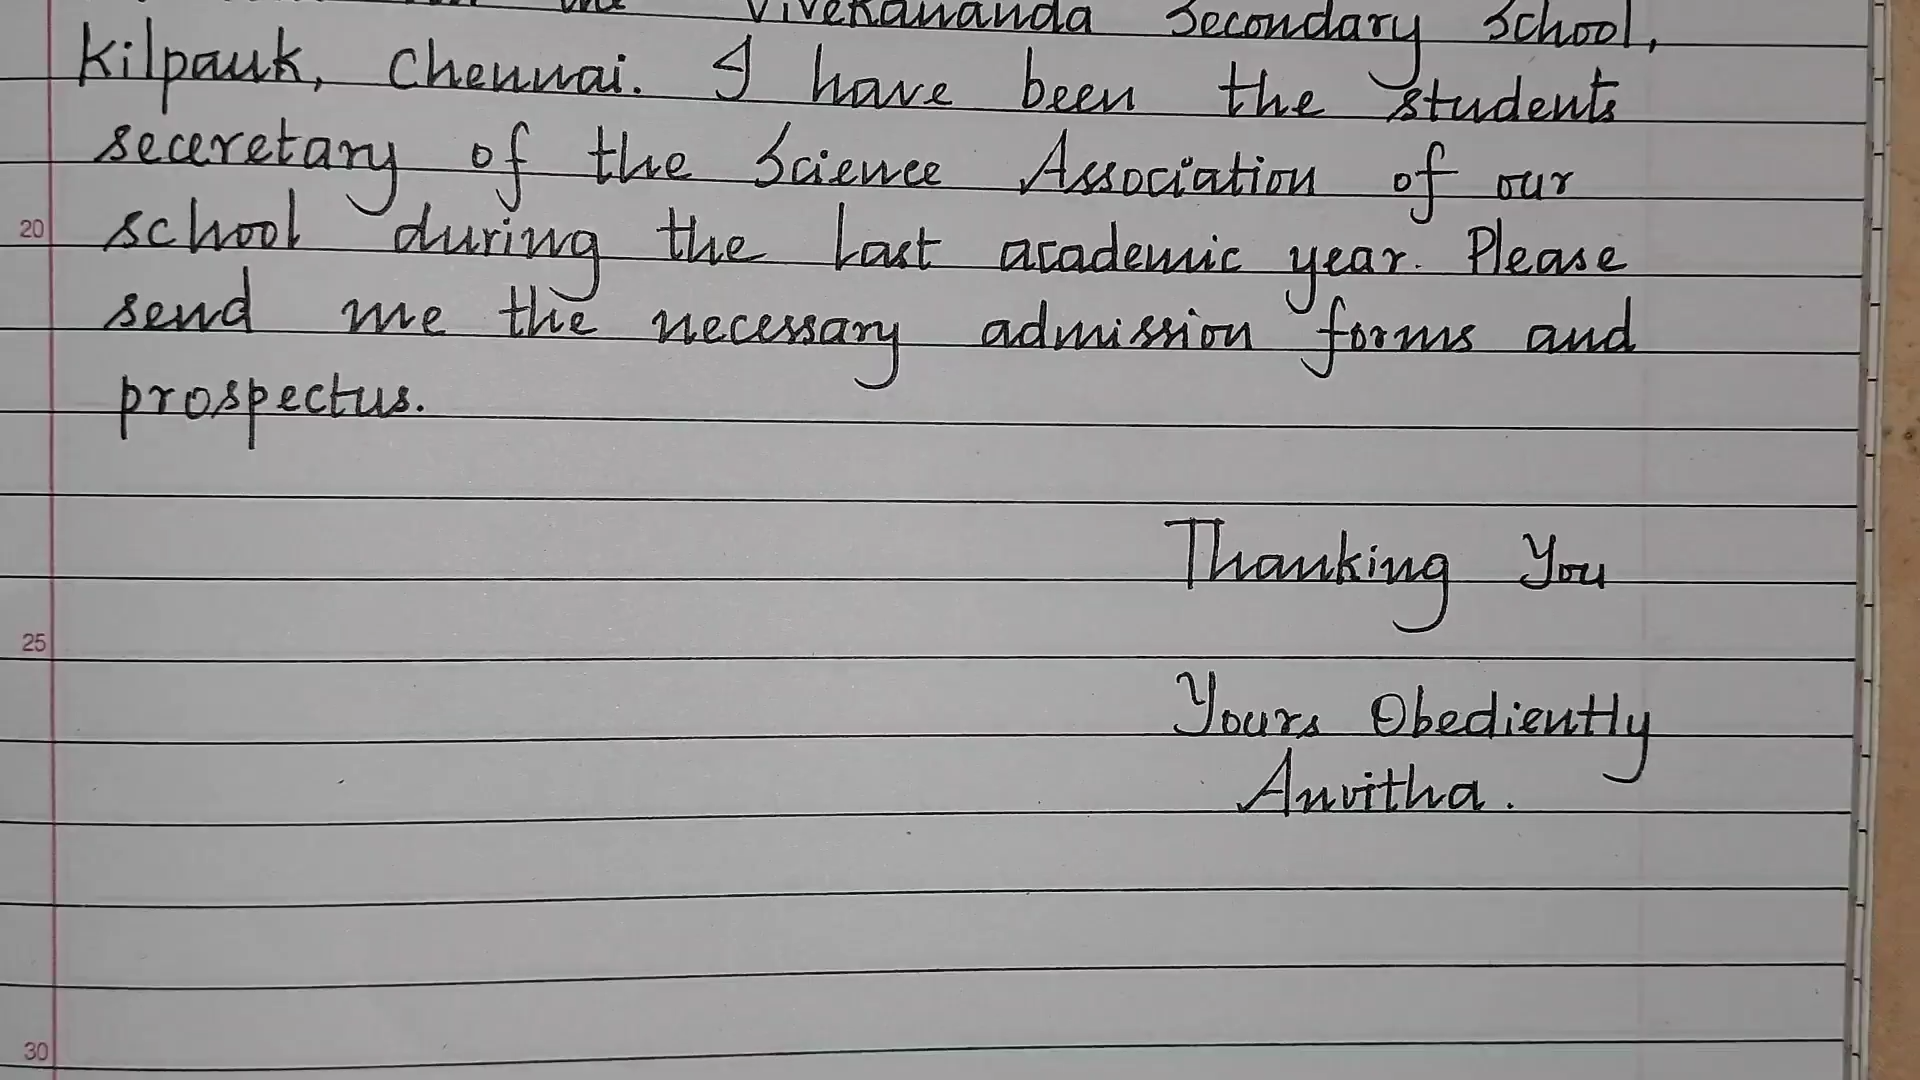 Vivekananda Secondary School,
Kilpauk, Chennai. I have been the students
seceretary of the Science Association of our
20 school during the Last academic year. Please
send me the necessary admission forms and
prospectus.
Thanking You
25
Yours Obediently
Anvitha.
30